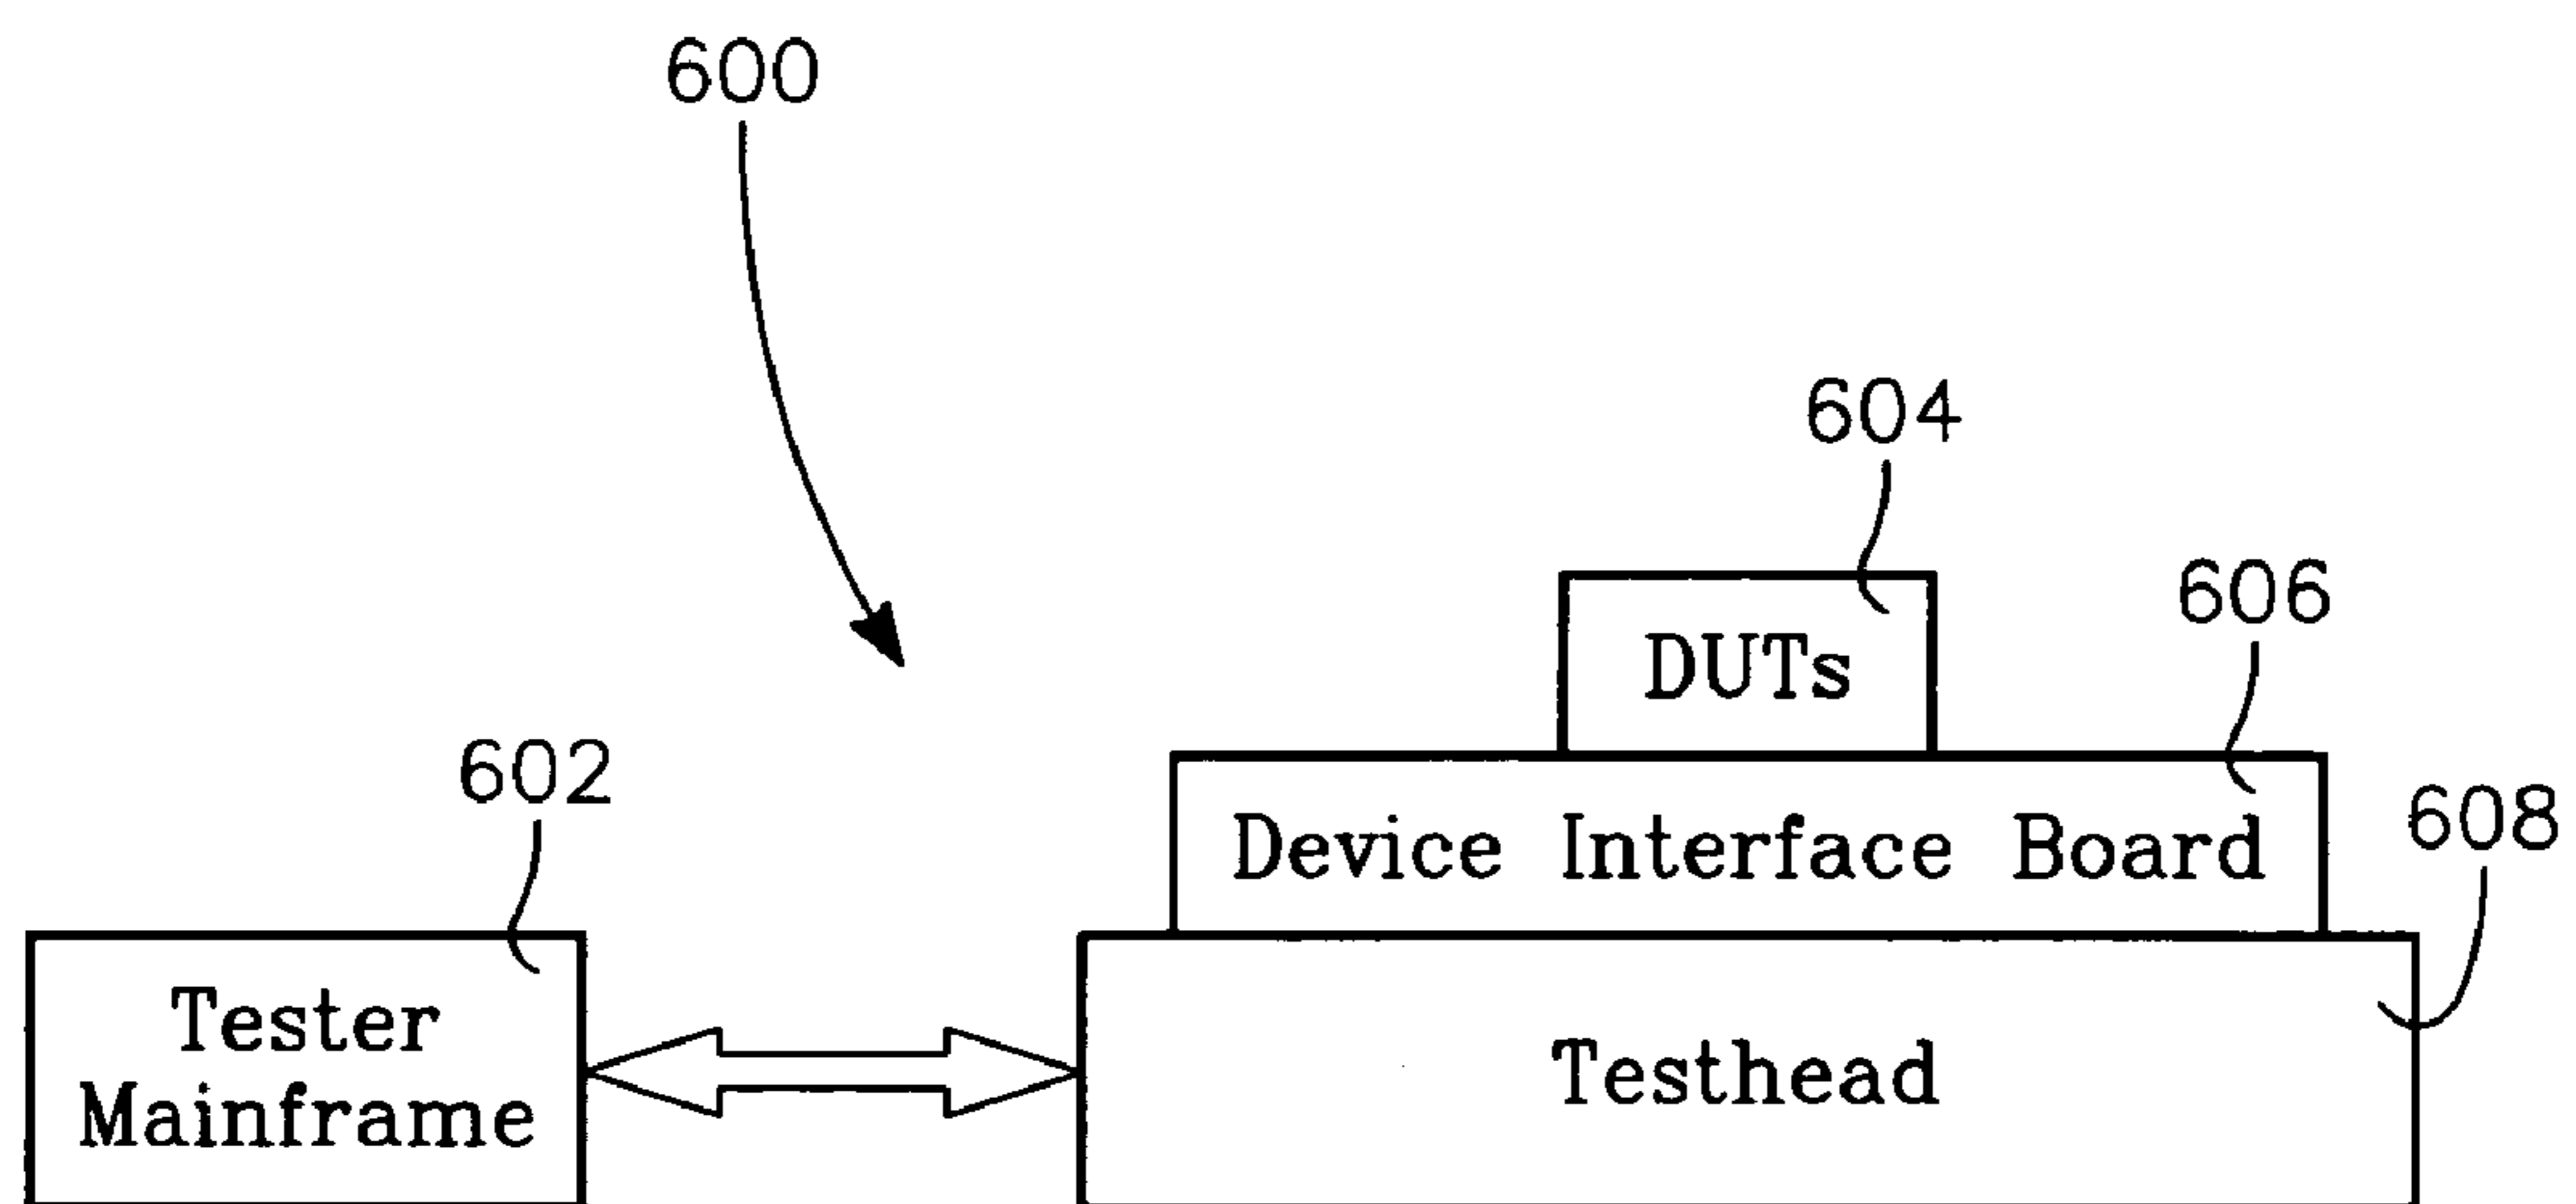 600
604
DUTs
606
602
Device Interface Board
608
Tester
Mainframe
Testhead